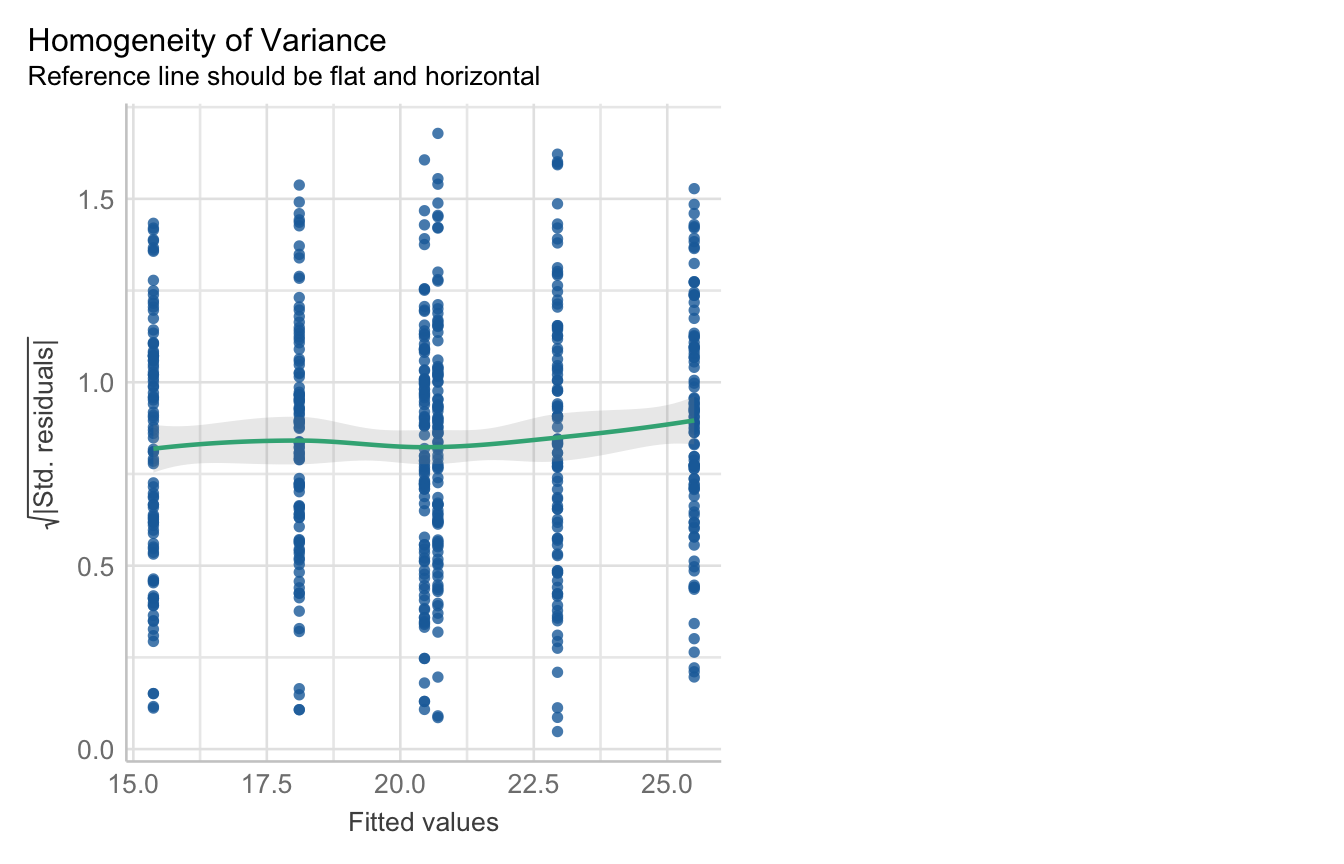 Homogeneity of Variance
Reference line should be flat and horizontal
1.5
1.0
0.5
0.0
√|Std. residuals|
15.0 17.5 20.0 22.5 25.0
Fitted values